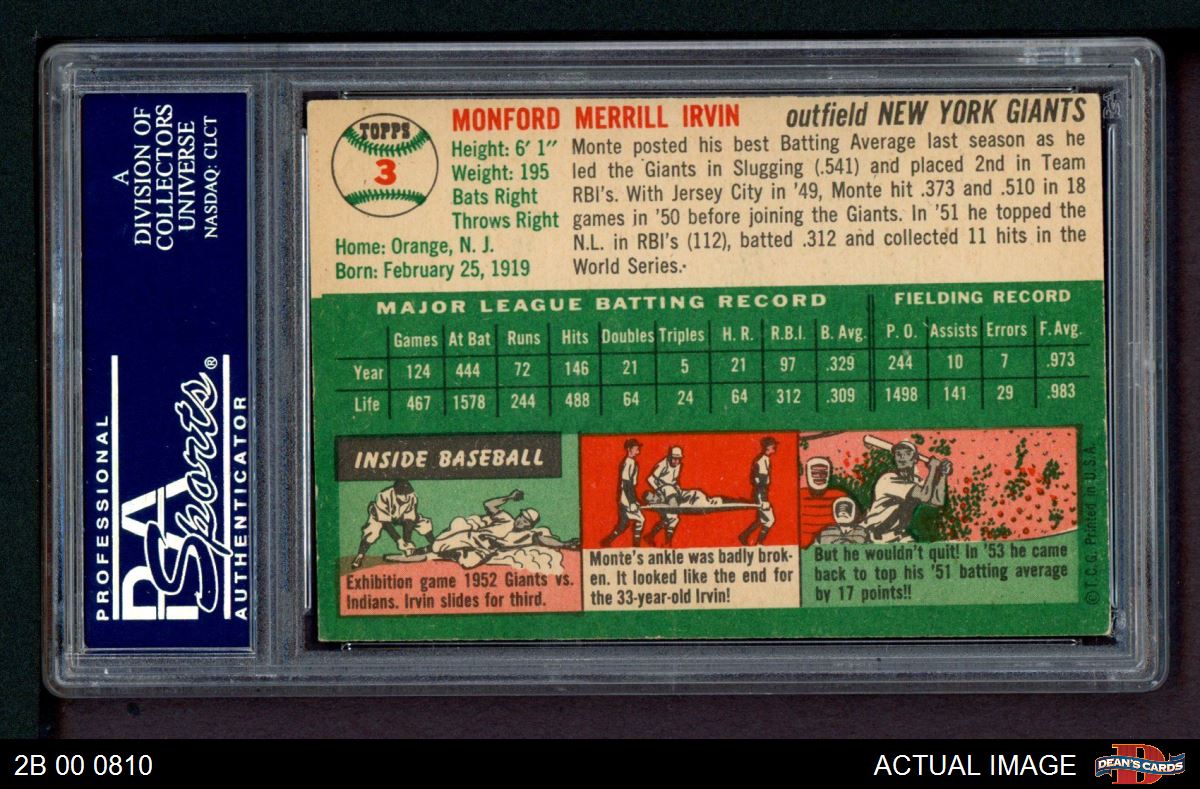 A
DIVISION OF
COLLECTORS
UNIVERSE
NASDAQ: CLCT
PROFESSIONAL
PSA
Sports®
AUTHENTICATOR
TOPPS
3
MONFORD MERRILL IRVIN
outfield NEW YORK GIANTS
Height: 6' 1"
Weight: 195
Bats Right
Throws Right
Home: Orange, N. J.
Born: February 25, 1919
Monte posted his best Batting Average last season as he
led the Giants in Slugging (.541) and placed 2nd in Team
RBI's. With Jersey City in '49, Monte hit .373 and .510 in 18
games in '50 before joining the Giants. In '51 he topped the
N.L. in RBI's (112), batted .312 and collected 11 hits in the
World Series.
MAJOR LEAGUE BATTING RECORD FIELDING RECORD
Games At Bat Runs Hits Doubles Triples H. R. R.B.I. B. Avg. P. O. Assists Errors F. Avg.
Year 124 444 72 146 21 5 21 97 .329 244 10 7 .973
Life 467 1578 244 488 64 24 64 312 .309 1498 141 29 .983
INSIDE BASEBALL
Exhibition game 1952 Giants vs.
Indians. Irvin slides for third.
Monte's ankle was badly brok-
en. It looked like the end for
the 33-year-old Irvin!
But he wouldn't quit! In '53 he came
back to top his '51 batting average
by 17 points!!
© T. C. G. Printed in U.S.A.
2B 00 0810
ACTUAL IMAGE
D
DEAN'S CARDS